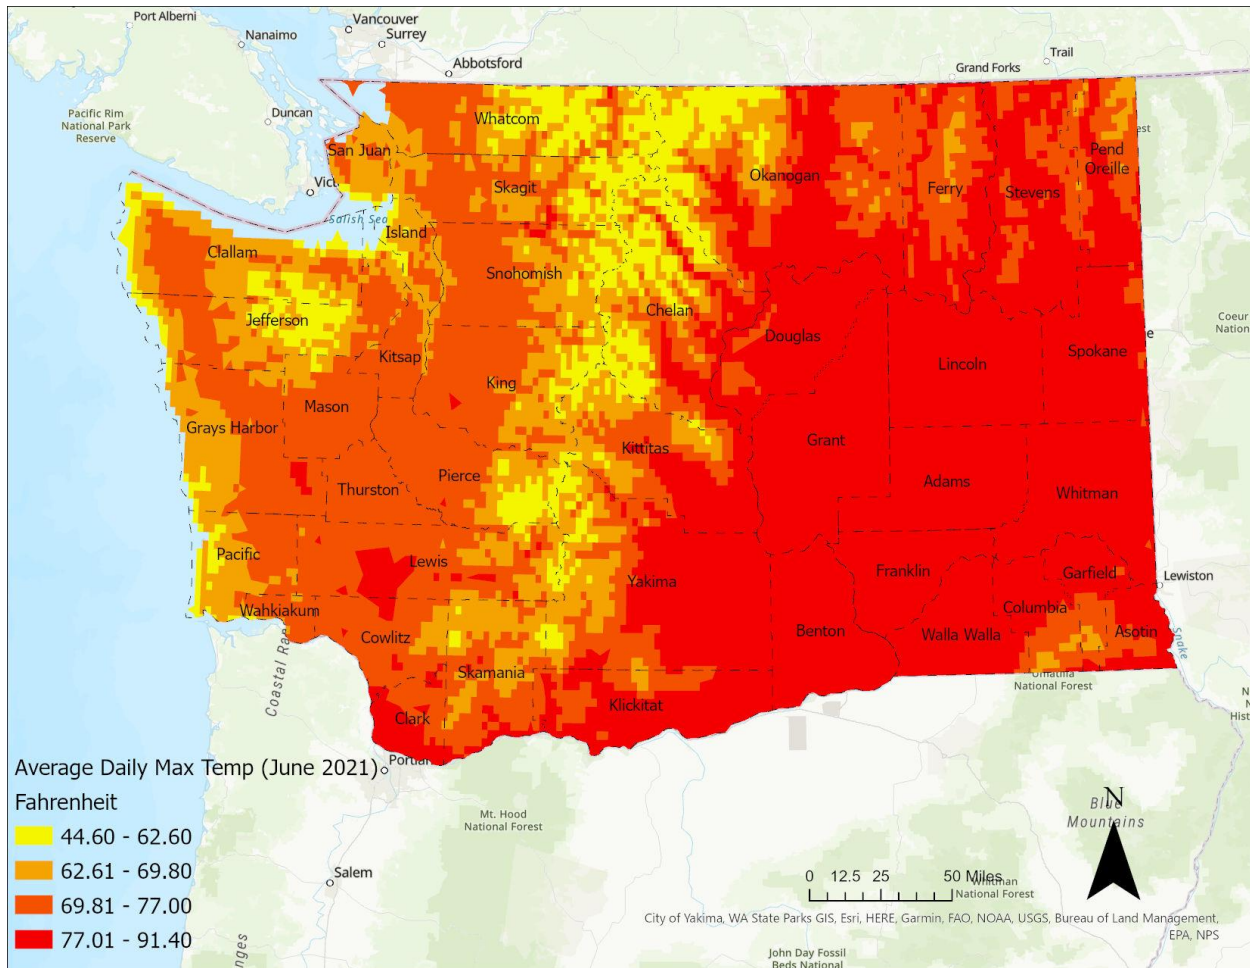 Port Alberni
Nanaimo
Vancouver
Surrey
Abbotsford
Trail
Grand Forks
Pacific Rim
National Park
Reserve
Duncan
Whatcom
San Juan
Skagit
Okanogan
Ferry
Stevens
Pend
Oreille
Salish Sea
Island
Clallam
Snohomish
Chelan
Jefferson
Kitsap
Douglas
Lincoln
Spokane
Coeur
Nation
King
Mason
Grays Harbor
Kittitas
Grant
Pierce
Thurston
Adams
Whitman
Pacific
Lewis
Yakima
Franklin
Garfield
Lewiston
Wahkiakum
Cowlitz
Benton
Columbia
Walla Walla
Asotin
Snake
Coastal Ran
Skamania
Klickitat
Clark
Umatilla
National Forest
Average Daily Max Temp (June 2021)
Fahrenheit
44.60 - 62.60
62.61 - 69.80
69.81 - 77.00
77.01 - 91.40
Portlan
Mt. Hood
National Forest
Salem
N
Blue
Mountains
0 12.5 25 50 Miles
Whitman
National Forest
City of Yakima, WA State Parks GIS, Esri, HERE, Garmin, FAO, NOAA, USGS, Bureau of Land Management,
EPA, NPS
John Day Fossil
Beds National
nges